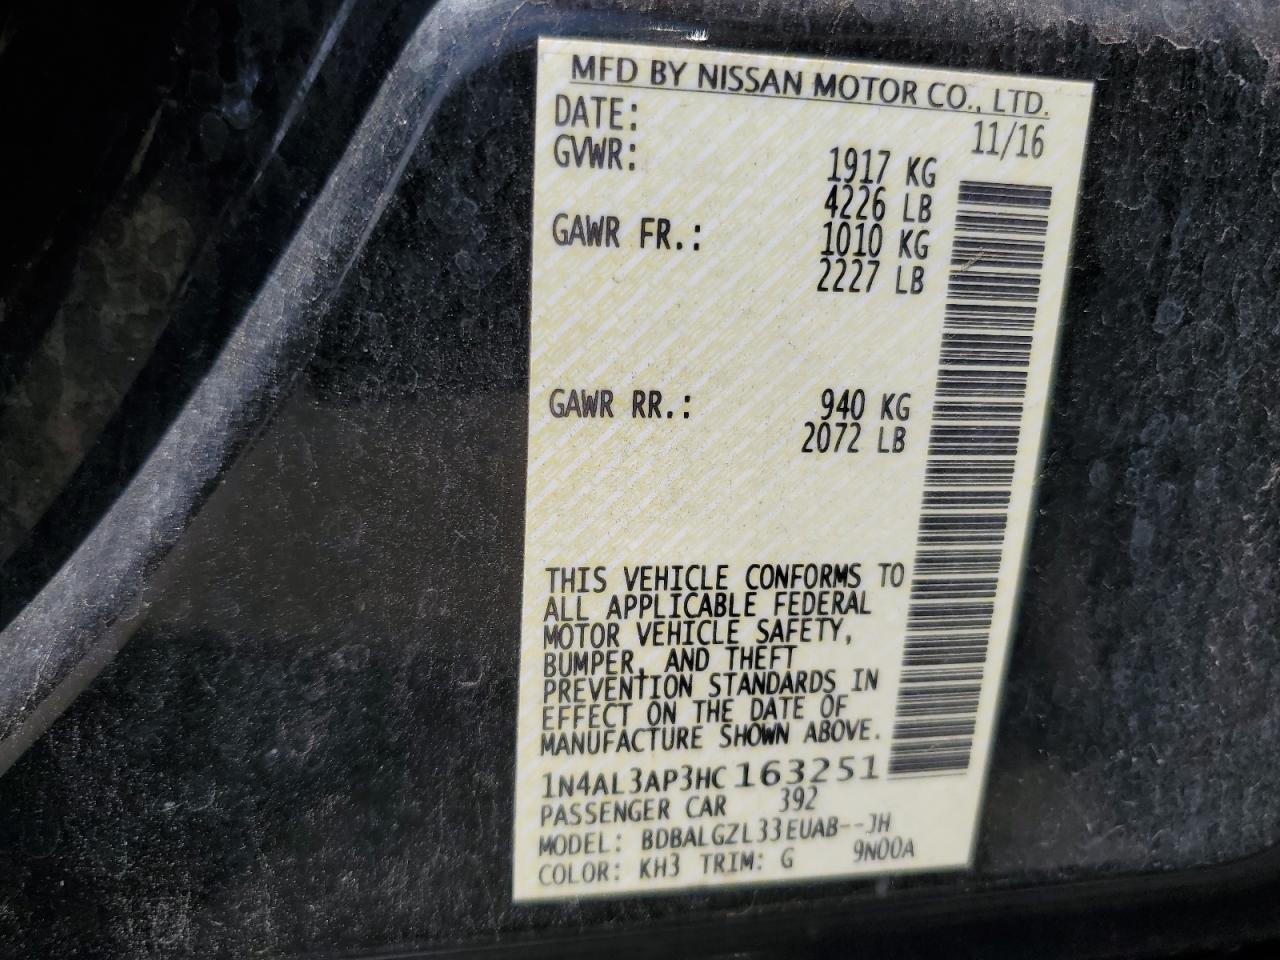 MFD BY NISSAN MOTOR CO., LTD.
DATE: 11/16
GVWR: 1917 KG
4226 LB
GAWR FR.: 1010 KG
2227 LB
GAWR RR.: 940 KG
2072 LB
THIS VEHICLE CONFORMS TO
ALL APPLICABLE FEDERAL
MOTOR VEHICLE SAFETY,
BUMPER, AND THEFT
PREVENTION STANDARDS IN
EFFECT ON THE DATE OF
MANUFACTURE SHOWN ABOVE.
1N4AL3AP3HC163251
PASSENGER CAR 392
MODEL: BDBALGZL33EUAB--JH
COLOR: KH3 TRIM: G 9N00A